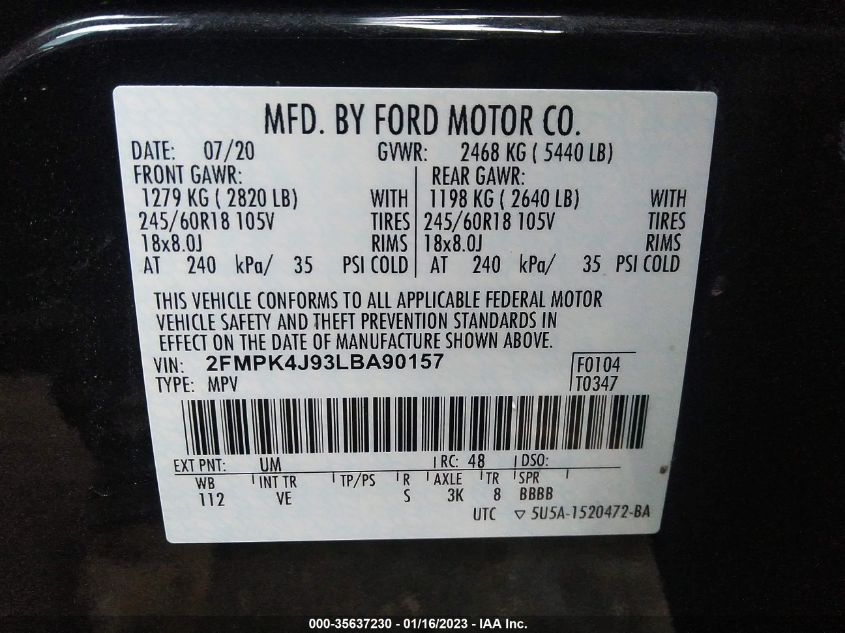 MFD. BY FORD MOTOR CO.
DATE: 07/20 GVWR: 2468 KG ( 5440 LB)
FRONT GAWR: REAR GAWR:
1279 KG ( 2820 LB) WITH 1198 KG ( 2640 LB) WITH
245/60R18 105V TIRES 245/60R18 105V TIRES
18x8.0J RIMS 18x8.0J RIMS
AT 240 kPa/ 35 PSI COLD AT 240 kPa/ 35 PSI COLD
THIS VEHICLE CONFORMS TO ALL APPLICABLE FEDERAL MOTOR
VEHICLE SAFETY AND THEFT PREVENTION STANDARDS IN
EFFECT ON THE DATE OF MANUFACTURE SHOWN ABOVE.
VIN: 2FMPK4J93LBA90157 F0104
TYPE: MPV T0347
EXT PNT: UM RC: 48 DSO:
WB INT TR TP/PS R AXLE TR SPR
112 VE S 3K 8 BBBB
UTC ▽ 5U5A-1520472-BA
000-35637230 - 01/16/2023 - IAA Inc.